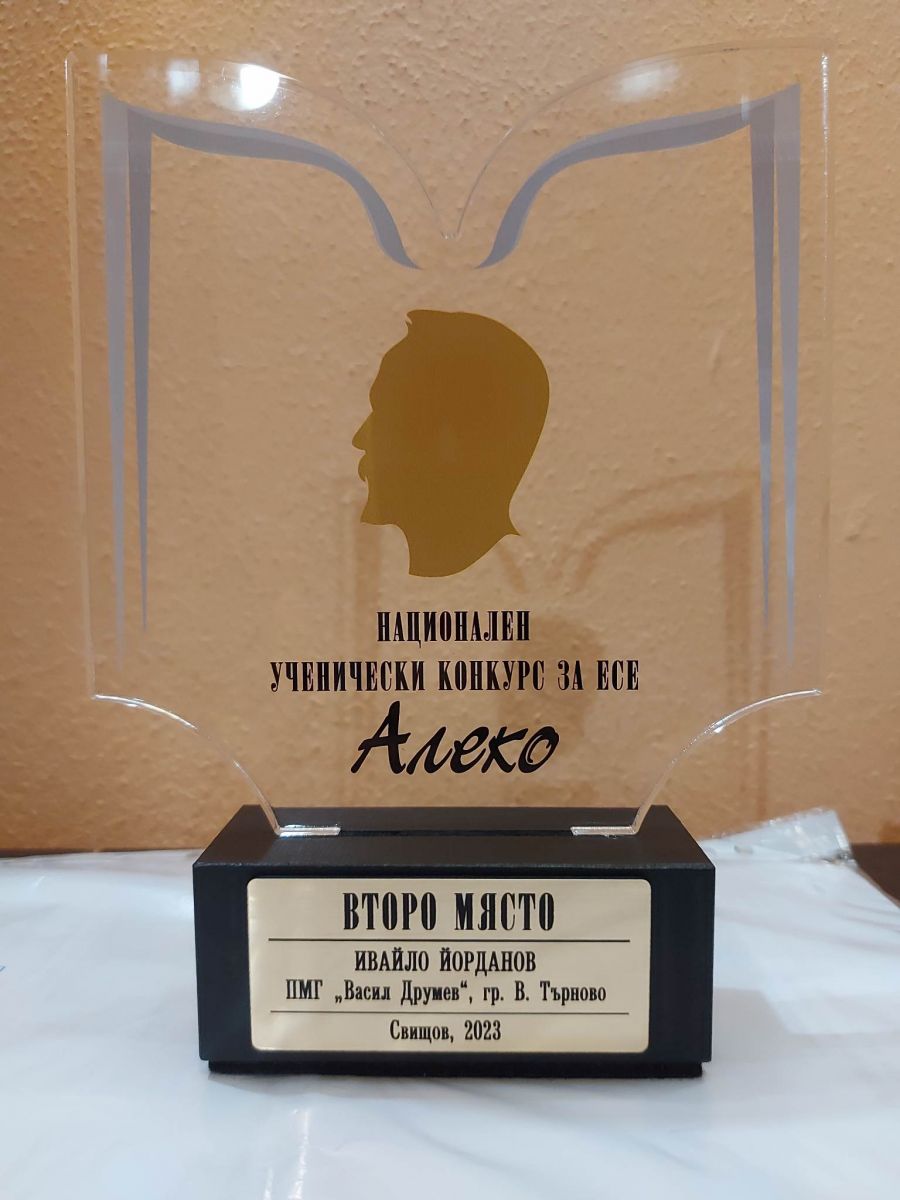 НАЦИОНАЛЕН
УЧЕНИЧЕСКИ КОНКУРС ЗА ЕСЕ
Алеко
ВТОРО МЯСТО
ИВАЙЛО ЙОРДАНОВ
ПМГ „Васил Друмев“, гр. В. Търново
Свищов, 2023